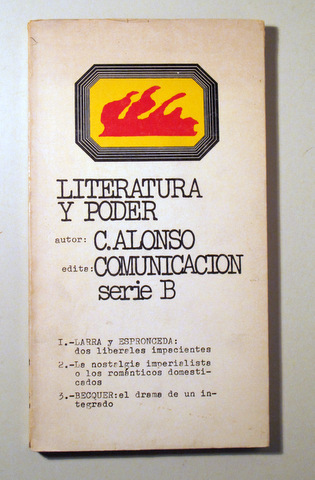 LITERATURA
Y PODER
autor: C.ALONSO
edita: COMUNICACION
serie B
1.-LARRA y ESPRONCEDA:
dos liberales impacientes
2.-La nostalgia imperialista
o los románticos domesti-
cados
3.-BECQUER:el drama de un in-
tegrado